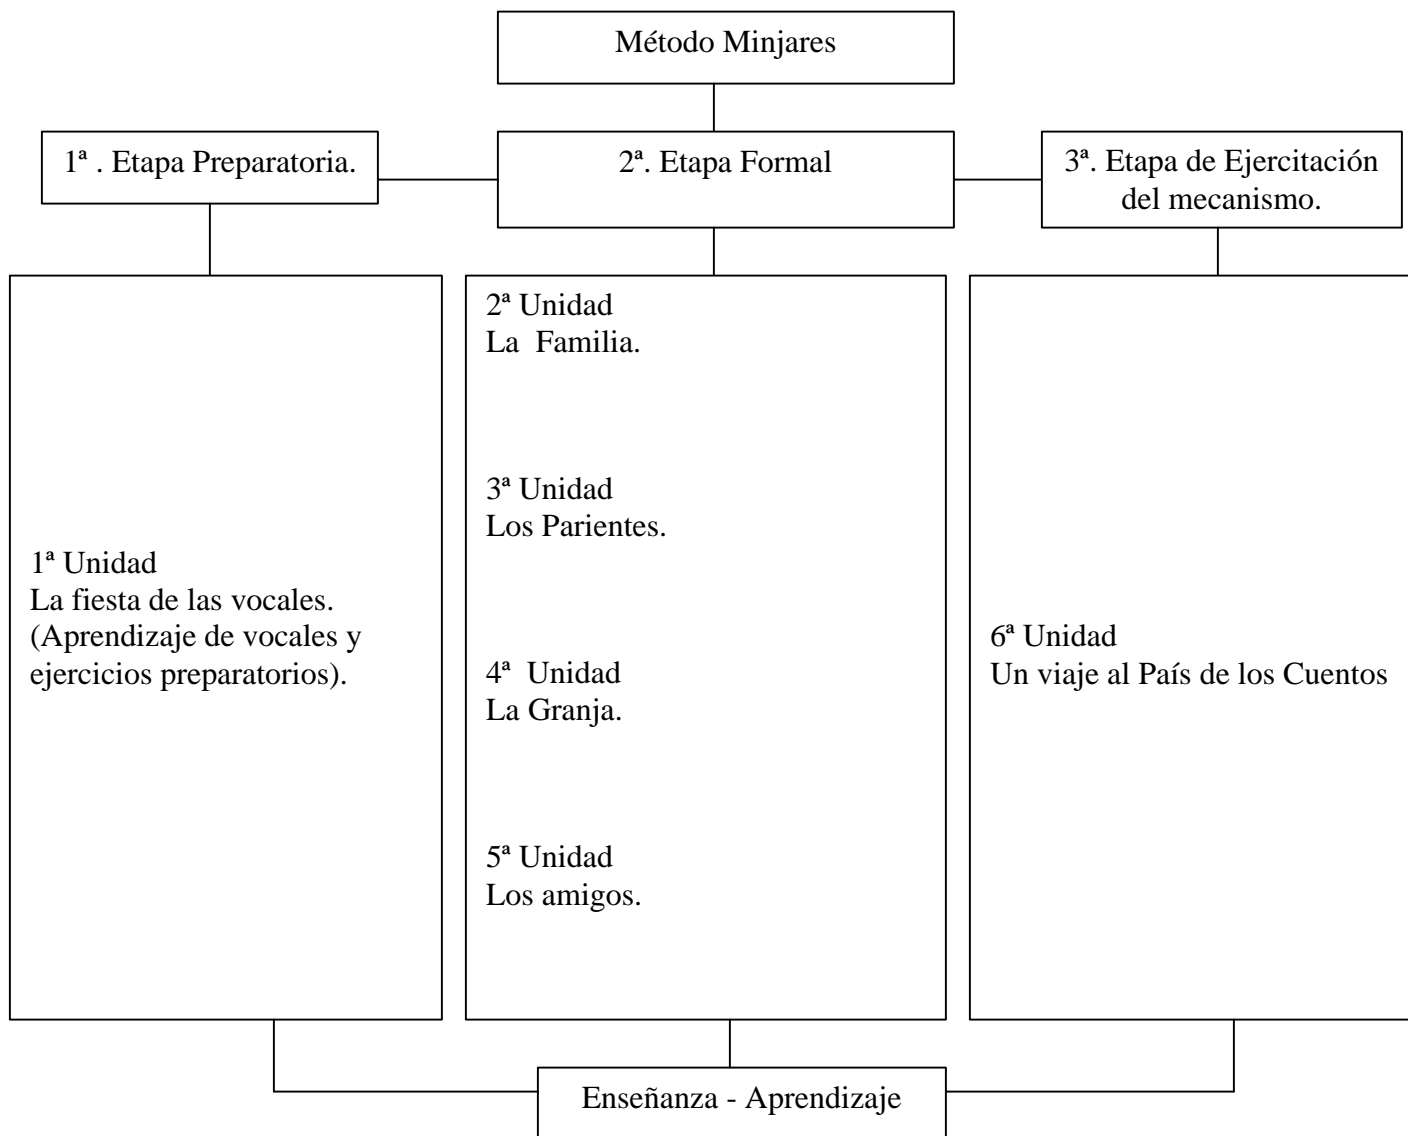 Método Minjares
1ª . Etapa Preparatoria.
2ª. Etapa Formal
3ª. Etapa de Ejercitación
del mecanismo.
1ª Unidad
La fiesta de las vocales.
(Aprendizaje de vocales y
ejercicios preparatorios).
2ª Unidad
La  Familia.
3ª Unidad
Los Parientes.
4ª  Unidad
La Granja.
5ª Unidad
Los amigos.
6ª Unidad
Un viaje al País de los Cuentos
Enseñanza - Aprendizaje